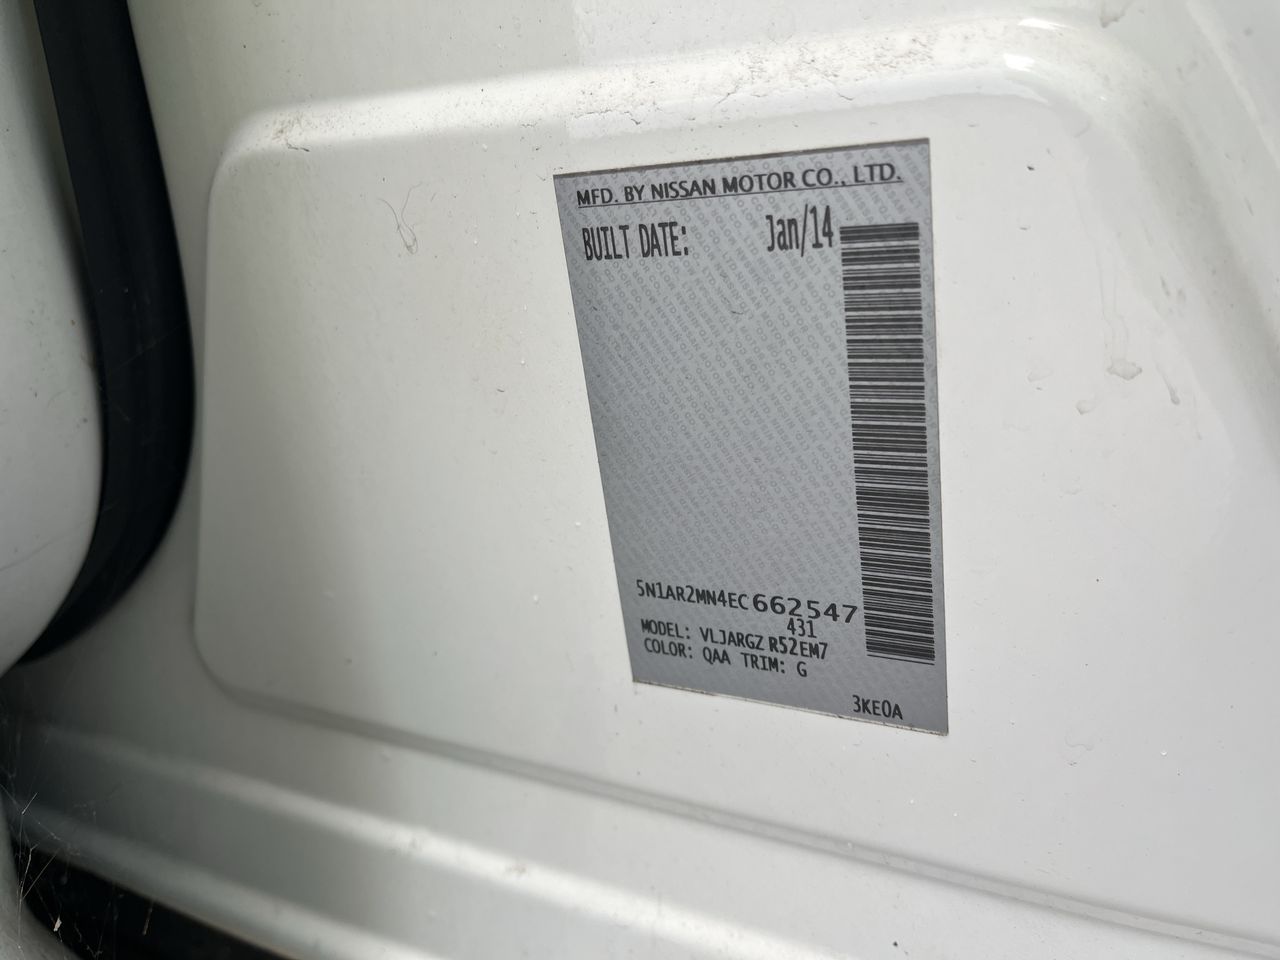 MFD. BY NISSAN MOTOR CO., LTD.
BUILT DATE: Jan/14
5N1AR2MN4EC662547
431
MODEL: VLJARGZ R52EM7
COLOR: QAA TRIM: G
3KE0A